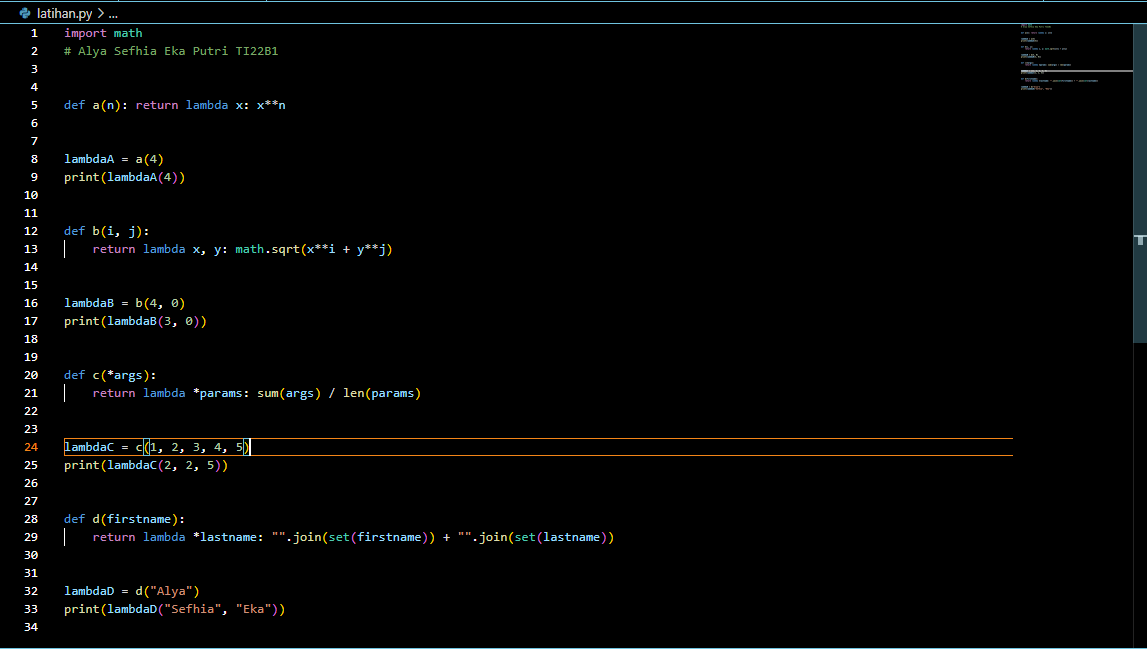 latihan.py > ...
1 import math
2 # Alya Sefhia Eka Putri TI22B1
3
4
5 def a(n): return lambda x: x**n
6
7
8 lambdaA = a(4)
9 print(lambdaA(4))
10
11
12 def b(i, j):
13     return lambda x, y: math.sqrt(x**i + y**j)
14
15
16 lambdaB = b(4, 0)
17 print(lambdaB(3, 0))
18
19
20 def c(*args):
21     return lambda *params: sum(args) / len(params)
22
23
24 lambdaC = c(1, 2, 3, 4, 5)
25 print(lambdaC(2, 2, 5))
26
27
28 def d(firstname):
29     return lambda *lastname: "".join(set(firstname)) + "".join(set(lastname))
30
31
32 lambdaD = d("Alya")
33 print(lambdaD("Sefhia", "Eka"))
34